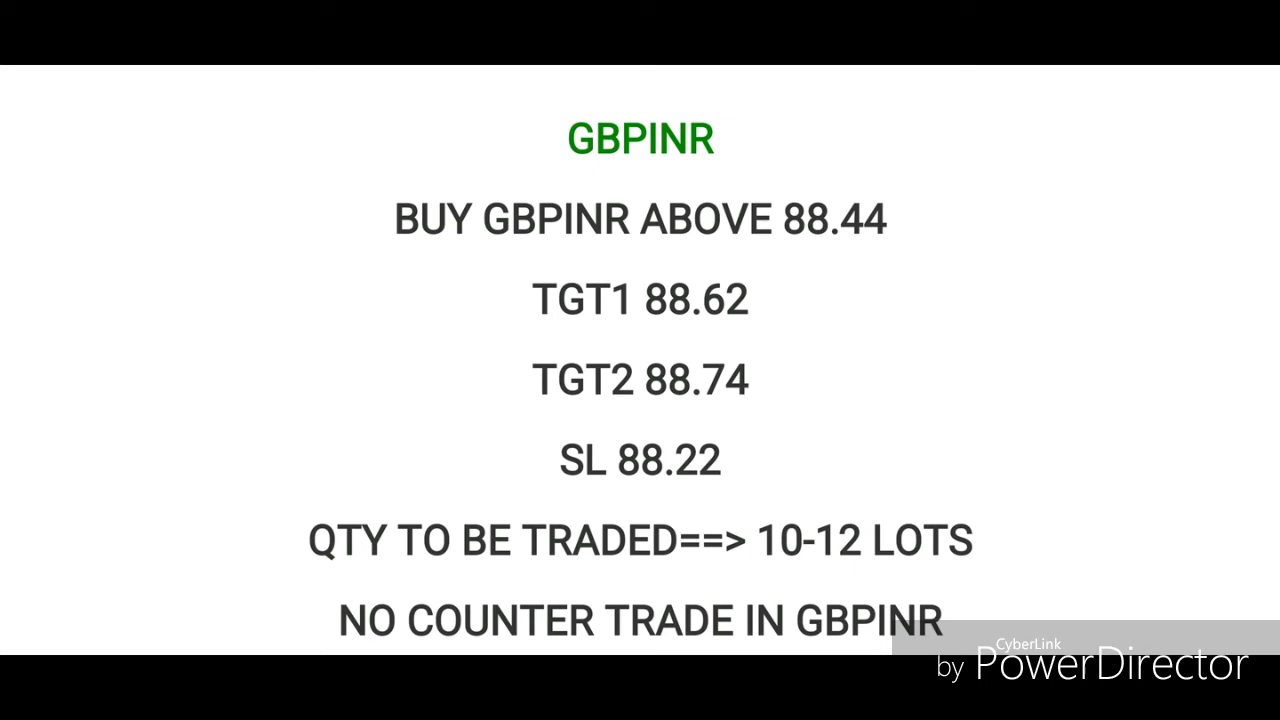 GBPINR
BUY GBPINR ABOVE 88.44
TGT1 88.62
TGT2 88.74
SL 88.22
QTY TO BE TRADED==> 10-12 LOTS
NO COUNTER TRADE IN GBPINR
CyberLink
by PowerDirector